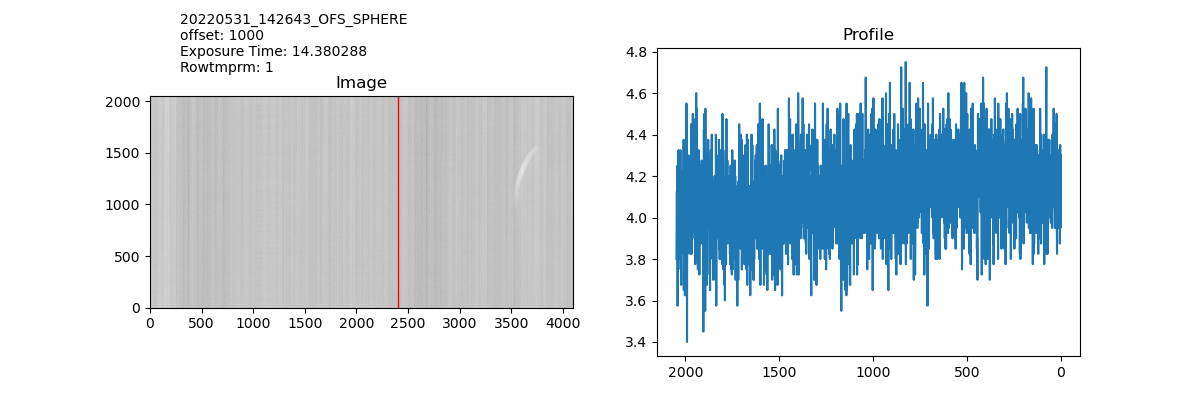 20220531_142643_OFS_SPHERE
offset: 1000
Exposure Time: 14.380288
Rowtmprm: 1
Image
2000
1500
1000
500
0
0 500 1000 1500 2000 2500 3000 3500 4000
Profile
4.8
4.6
4.4
4.2
4.0
3.8
3.6
3.4
2000 1500 1000 500 0